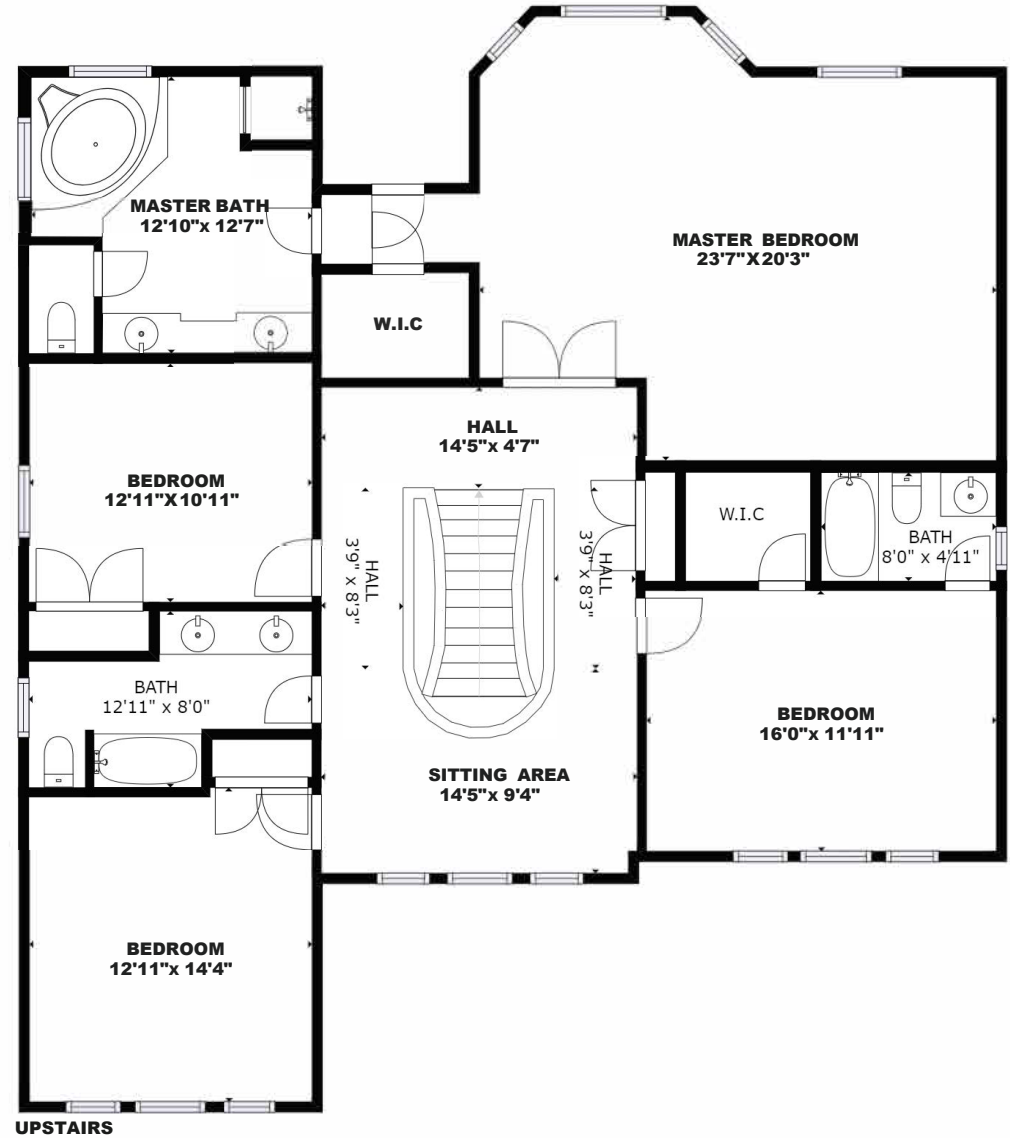 MASTER BATH
12'10"x 12'7"
MASTER BEDROOM
23'7"X20'3"
W.I.C
HALL
14'5"x 4'7"
BEDROOM
12'11"X10'11"
HALL
3'9" x 8'3"
HALL
3'9" x 8'3"
W.I.C
BATH
8'0" x 4'11"
BATH
12'11" x 8'0"
BEDROOM
16'0"x 11'11"
SITTING AREA
14'5"x 9'4"
BEDROOM
12'11"x 14'4"
UPSTAIRS